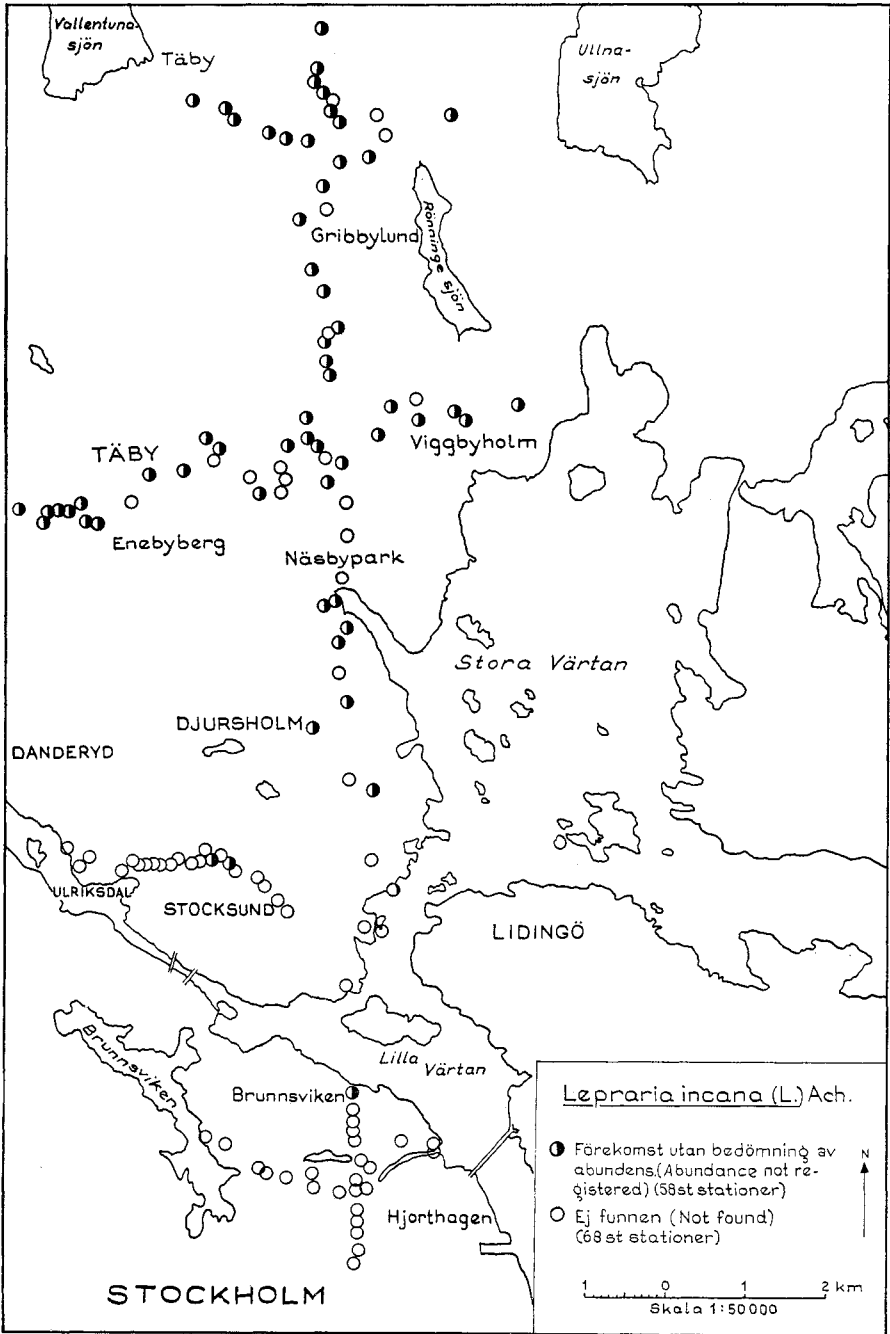 Vallentuna-
sjön
Täby
Ullna-
sjön
Gribbylund
Rönninge
sjön
Viggbyholm
TÄBY
Enebyberg
Näsbypark
Stora Värtan
DJURSHOLM
DANDERYD
ULRIKSDAL
STOCKSUND
LIDINGÖ
Brunnsviken
Lilla
Värtan
Brunnsviken
Hjorthagen
STOCKHOLM
Lepraria incana (L.) Ach.
Förekomst utan bedömning av
abundens.(Abundance not re-
gistered) (58st stationer)
Ej funnen (Not found)
(68 st stationer)
N
1 0 1 2 km
Skala 1:50000